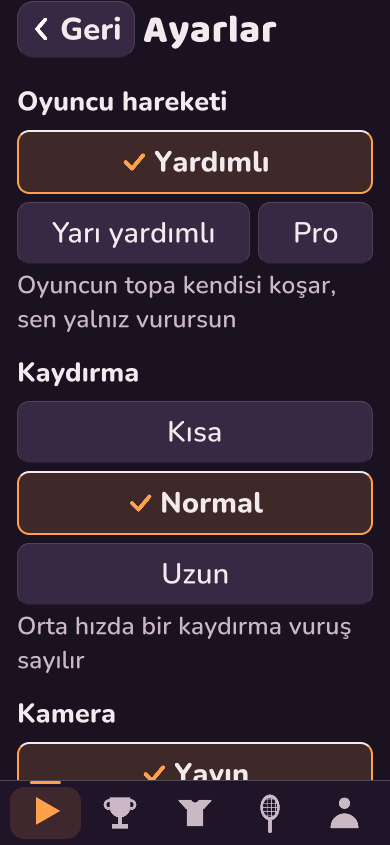 Geri Ayarlar
Oyuncu hareketi
Yardımlı
Yarı yardımlı Pro
Oyuncun topa kendisi koşar,
sen yalnız vurursun
Kaydırma
Kısa
Normal
Uzun
Orta hızda bir kaydırma vuruş
sayılır
Kamera
Yayın